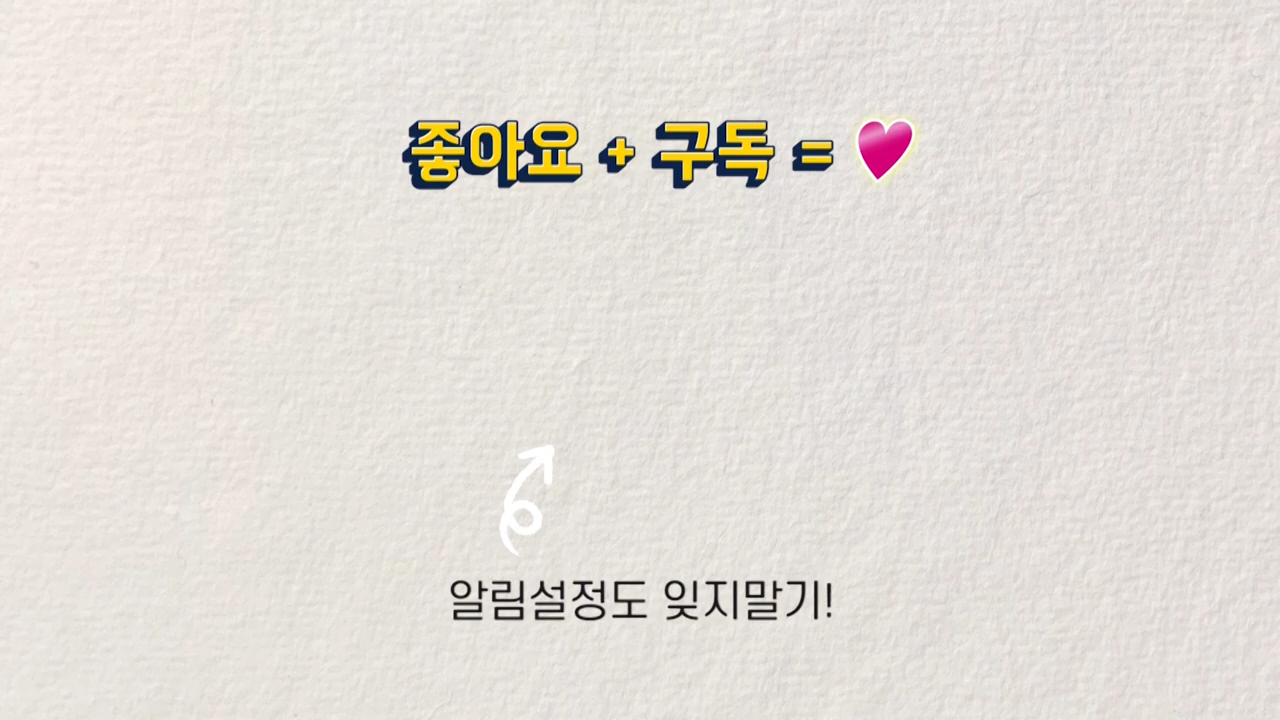 좋아요 + 구독 = 🩷
알림설정도 잊지말기!